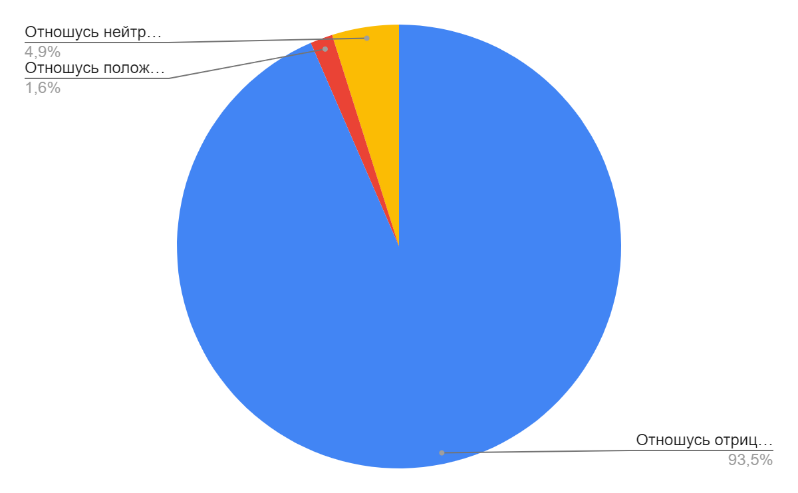 Отношусь нейтр…
4,9%
Отношусь полож…
1,6%
Отношусь отриц…
93,5%